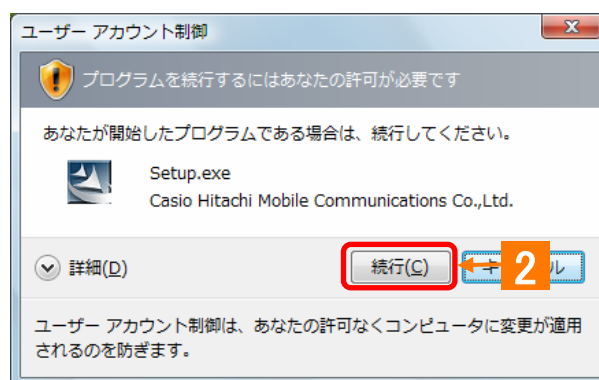 ユーザー アカウント制御
プログラムを続行するにはあなたの許可が必要です
あなたが開始したプログラムである場合は、続行してください。
Setup.exe
Casio Hitachi Mobile Communications Co.,Ltd.
詳細(D)
続行(C)
2
ル
ユーザー アカウント制御は、あなたの許可なくコンピュータに変更が適用
されるのを防ぎます。